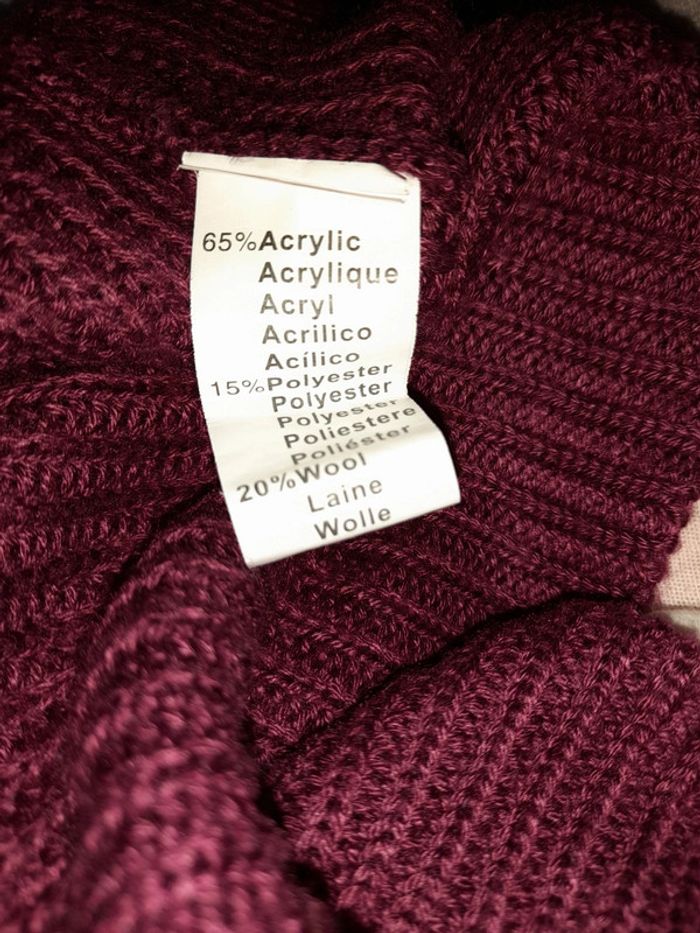 65%Acrylic
Acrylique
Acryl
Acrilico
Acílico
15%Polyester
Polyester
Polyester
Poliestere
Poliéster
20%Wool
Laine
Wolle